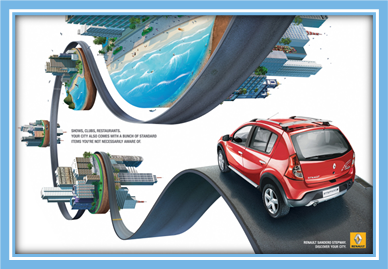 SHOWS, CLUBS, RESTAURANTS.
YOUR CITY ALSO COMES WITH A BUNCH OF STANDARD
ITEMS YOU'RE NOT NECESSARILY AWARE OF.
RENAULT SANDERO STEPWAY.
DISCOVER YOUR CITY.
RENAULT